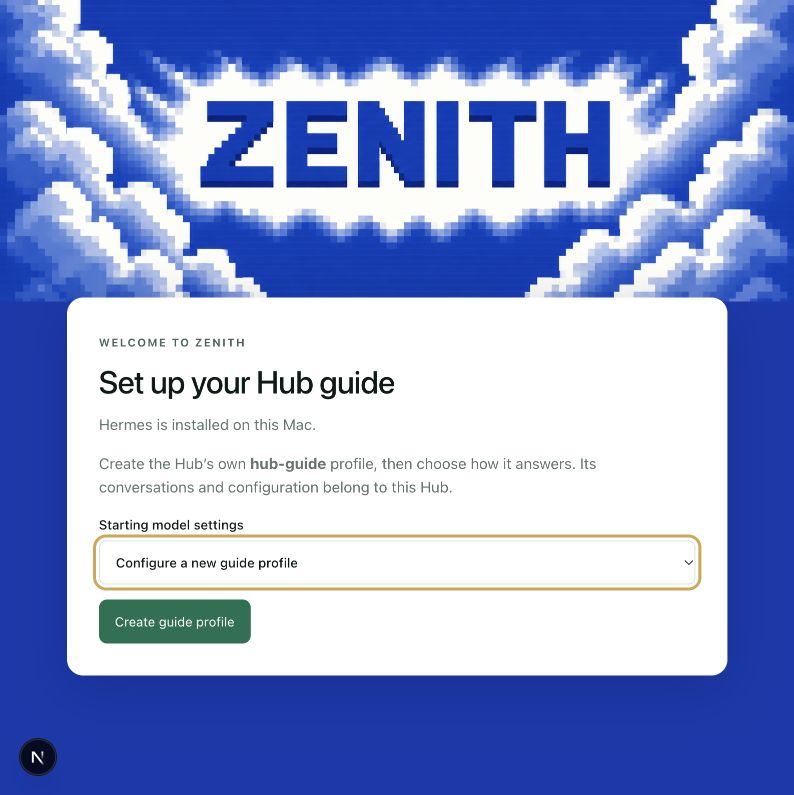 ZENITH
WELCOME TO ZENITH
Set up your Hub guide
Hermes is installed on this Mac.
Create the Hub’s own hub-guide profile, then choose how it answers. Its
conversations and configuration belong to this Hub.
Starting model settings
Configure a new guide profile
Create guide profile
N